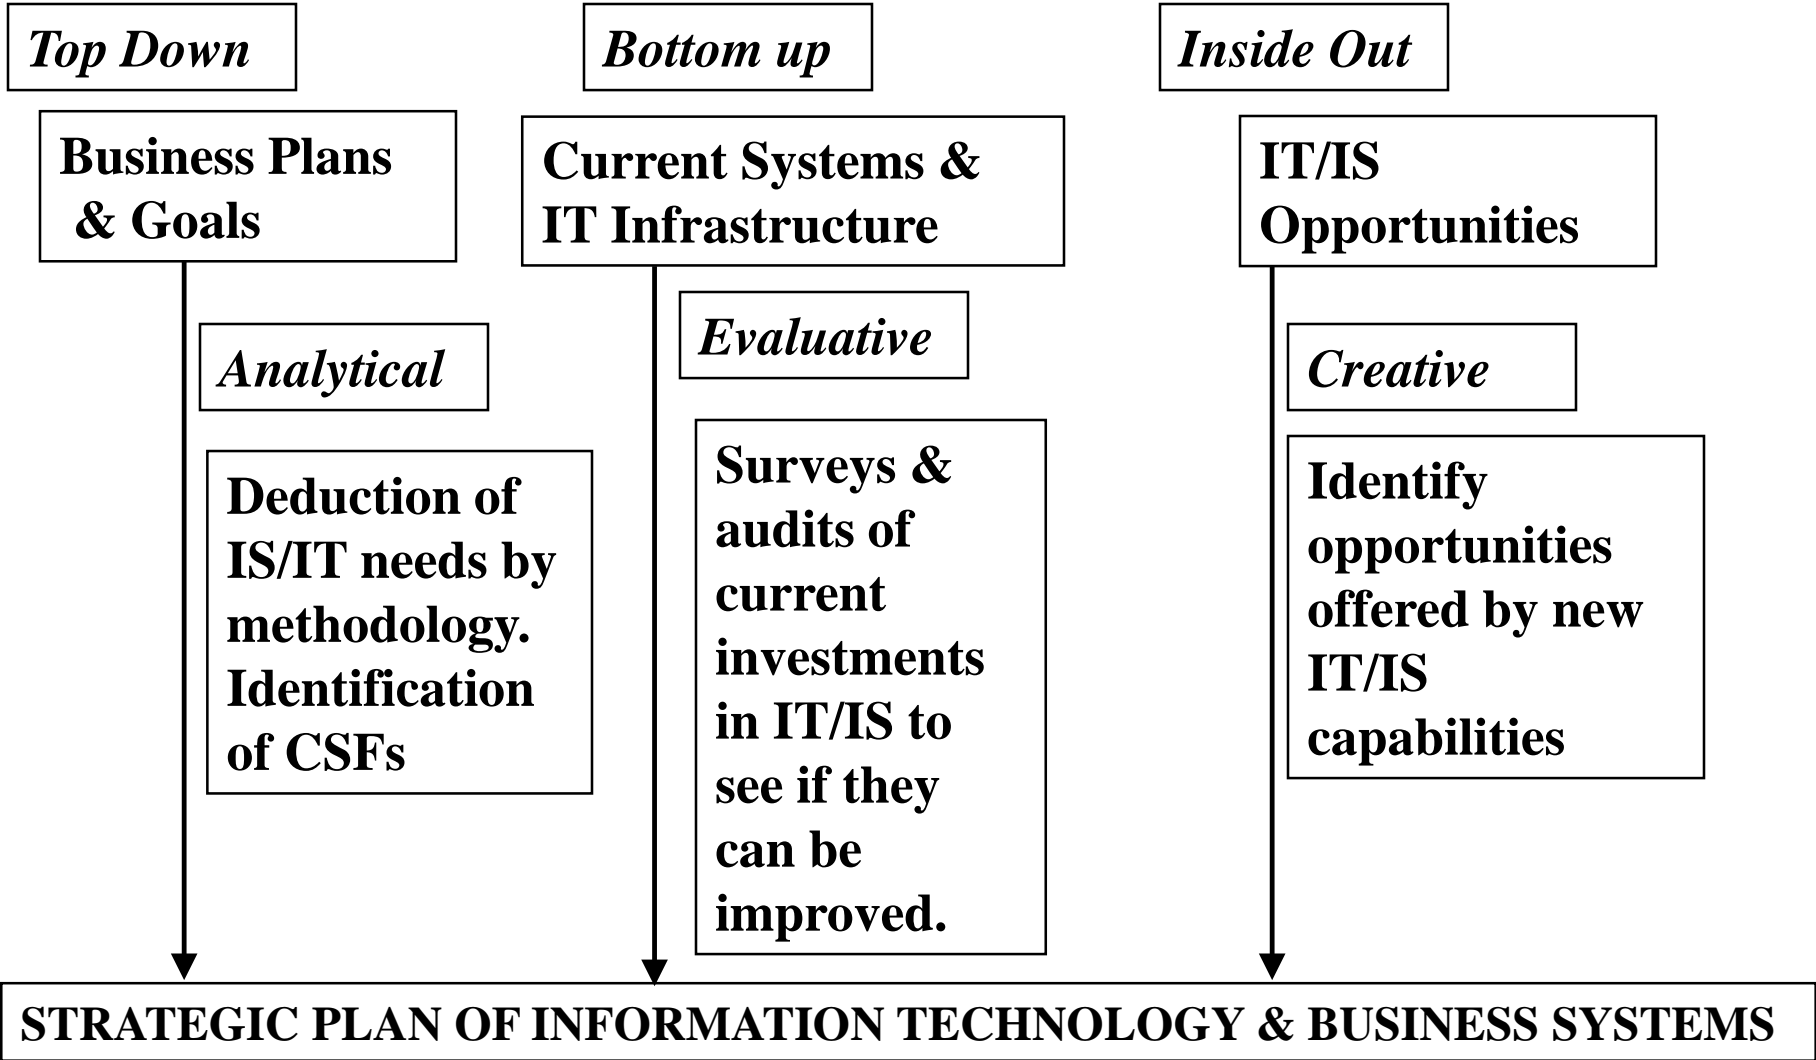 Top Down
Business Plans
& Goals
Analytical
Deduction of
IS/IT needs by
methodology.
Identification
of CSFs
Bottom up
Current Systems &
IT Infrastructure
Evaluative
Surveys &
audits of
current
investments
in IT/IS to
see if they
can be
improved.
Inside Out
IT/IS
Opportunities
Creative
Identify
opportunities
offered by new
IT/IS
capabilities
STRATEGIC PLAN OF INFORMATION TECHNOLOGY & BUSINESS SYSTEMS